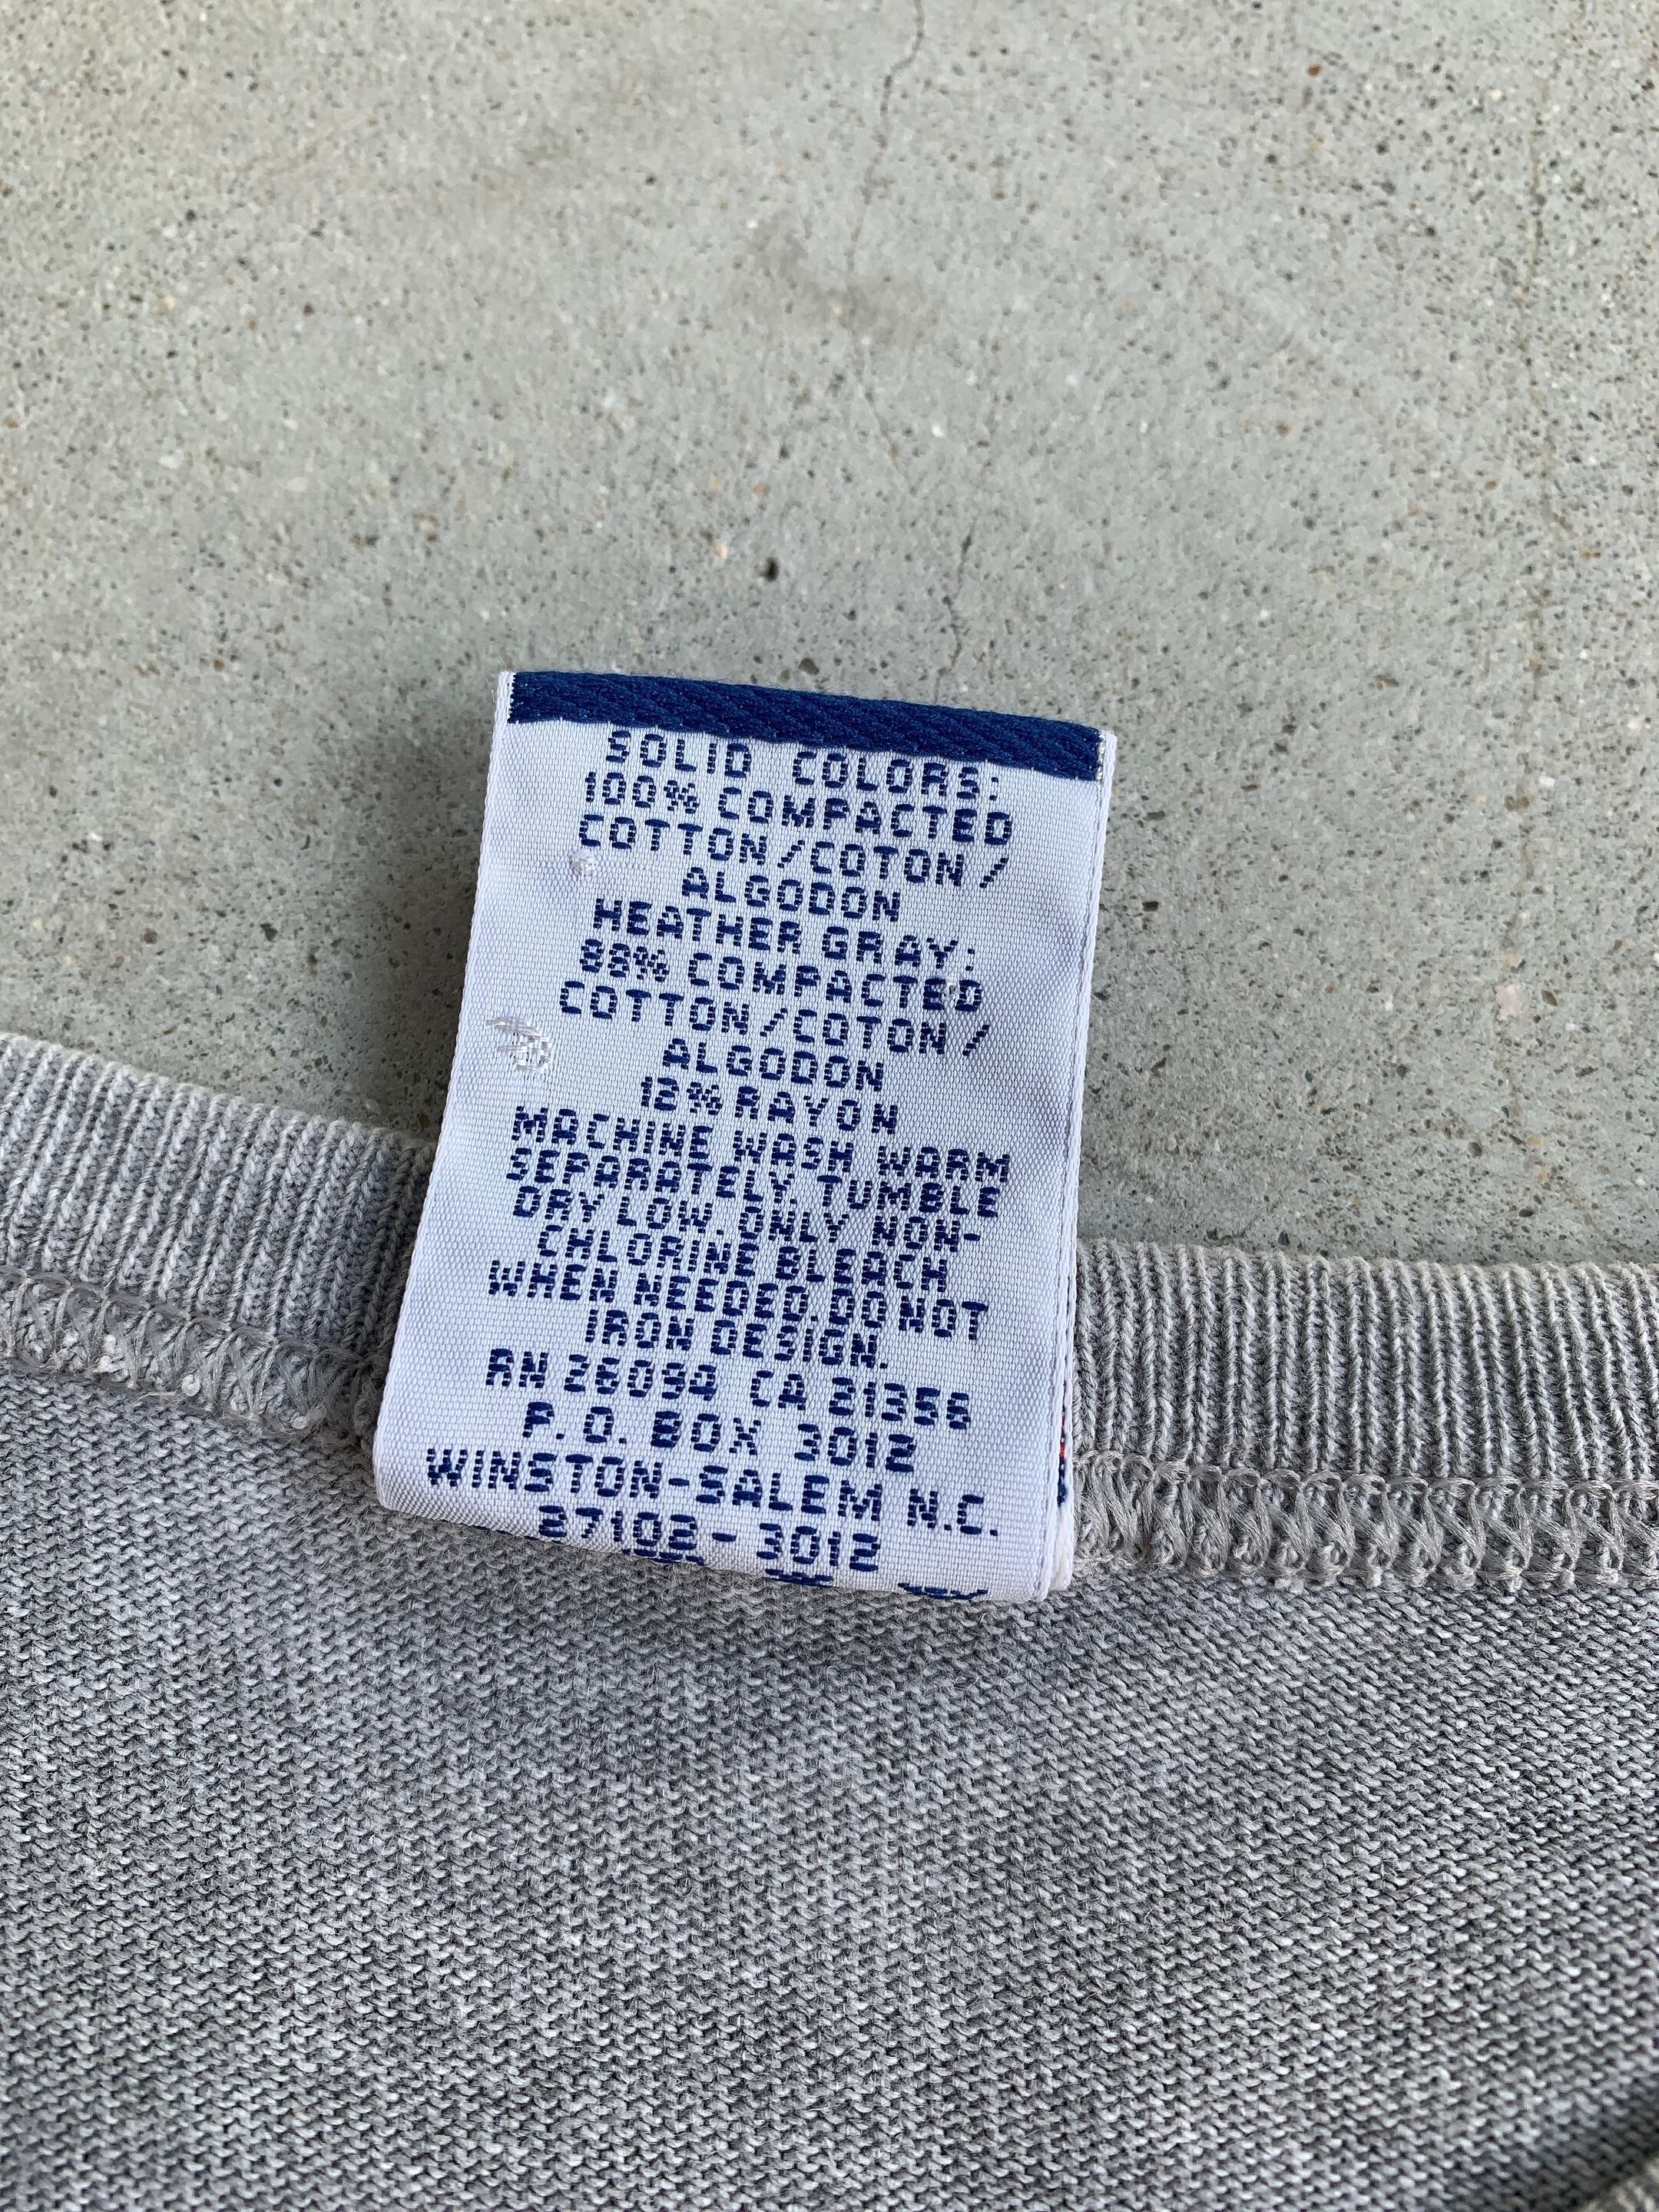 SOLID COLORS:
100% COMPACTED
COTTON/COTON/
ALGODON
HEATHER GRAY:
88% COMPACTED
COTTON/COTON/
ALGODON
12% RAYON
MACHINE WASH WARM
SEPARATELY. TUMBLE
DRY LOW. ONLY NON-
CHLORINE BLEACH
WHEN NEEDED. DO NOT
IRON DESIGN.
RN 26094 CA 21356
P.O. BOX 3012
WINSTON-SALEM N.C.
27102-3012